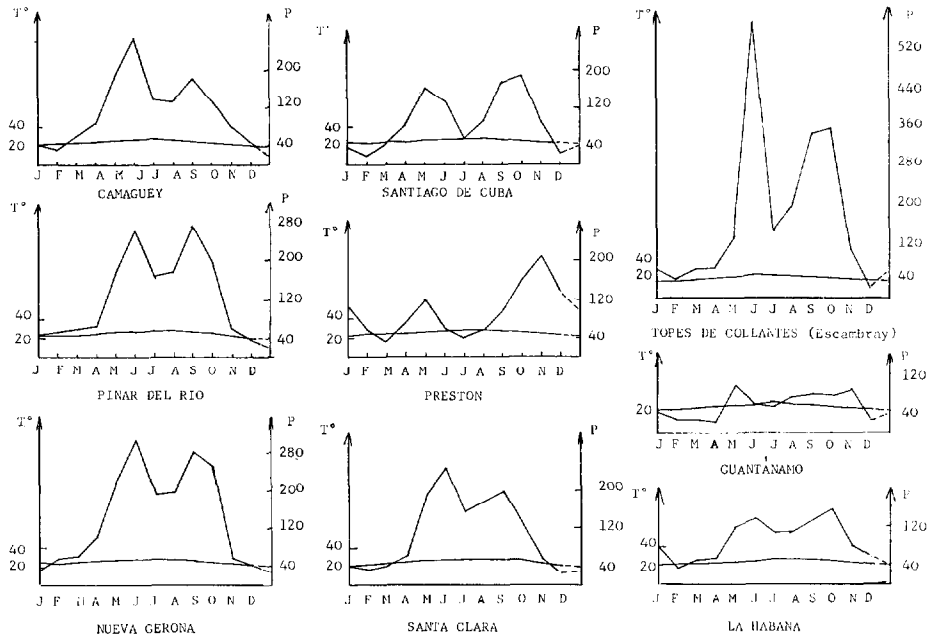 T° P
200
120
40 40
20
J F M A M J J A S O N D
CAMAGUEY
T° P
200
120
40
20 40
J F M A M J J A S O N D
SANTIAGO DE CUBA
T° P
520
440
360
280
200
120
40
20 40
J F M A M J J A S O N D
TOPES DE COLLANTES (Escambray)
T° P
280
200
120
40
20 40
J F M A M J J A S O N D
PINAR DEL RIO
T° P
200
120
40
20 40
J F M A M J J A S O N D
PRESTON
T° P
120
20 40
J F M A M J J A S O N D
GUANTÁNAMO
T° P
280
200
120
40
20 40
J F M A M J J A S O N D
NUEVA GERONA
T° P
200
120
40
20 40
J F M A M J J A S O N D
SANTA CLARA
T° P
120
40
20 40
J F M A M J J A S O N D
LA HABANA